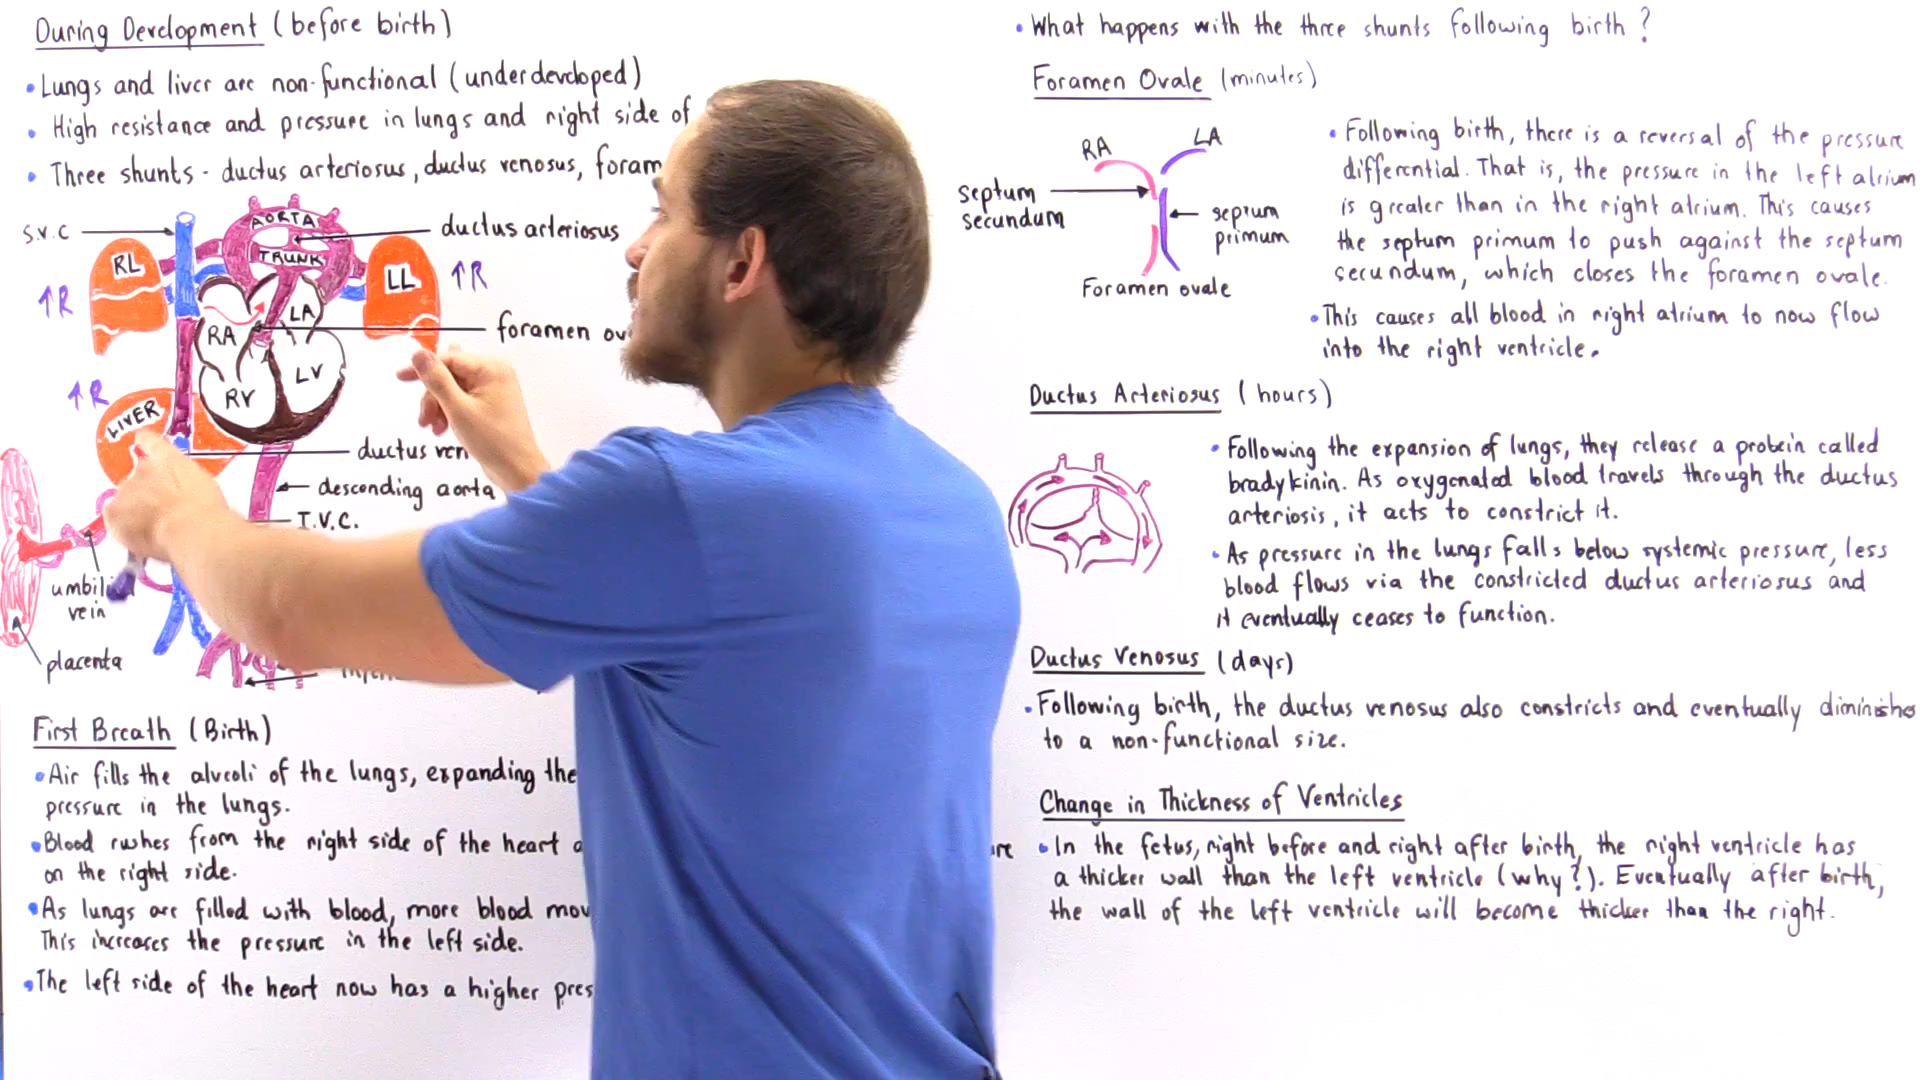 During Development (before birth)
• Lungs and liver are non-functional (underdeveloped)
• High resistance and pressure in lungs and right side of
• Three shunts - ductus arteriosus, ductus venosus, foram
S.V.C
AORTA
TRUNK
ductus arteriosus
RL
LL
↑R
↑R
RA
LA
foramen ov
RV
LV
↑R
LIVER
ductus ven
descending aorta
I.V.C.
umbili
vein
placenta
First Breath (Birth)
• Air fills the alveoli of the lungs, expanding the
pressure in the lungs.
• Blood rushes from the right side of the heart a
on the right side.
• As lungs are filled with blood, more blood mov
This increases the pressure in the left side.
• The left side of the heart now has a higher pres
• What happens with the three shunts following birth?
Foramen Ovale (minutes)
RA
LA
septum
secundum
septum
primum
Foramen ovale
• Following birth, there is a reversal of the pressure
differential. That is, the pressure in the left atrium
is greater than in the right atrium. This causes
the septum primum to push against the septum
secundum, which closes the foramen ovale.
• This causes all blood in right atrium to now flow
into the right ventricle.
Ductus Arteriosus (hours)
• Following the expansion of lungs, they release a protein called
bradykinin. As oxygenated blood travels through the ductus
arteriosis, it acts to constrict it.
• As pressure in the lungs falls below systemic pressure, less
blood flows via the constricted ductus arteriosus and
it eventually ceases to function.
Ductus Venosus (days)
• Following birth, the ductus venosus also constricts and eventually diminishe
to a non-functional size.
Change in Thickness of Ventricles
• In the fetus, right before and right after birth, the right ventricle has
a thicker wall than the left ventricle (why?). Eventually after birth,
the wall of the left ventricle will become thicker than the right.